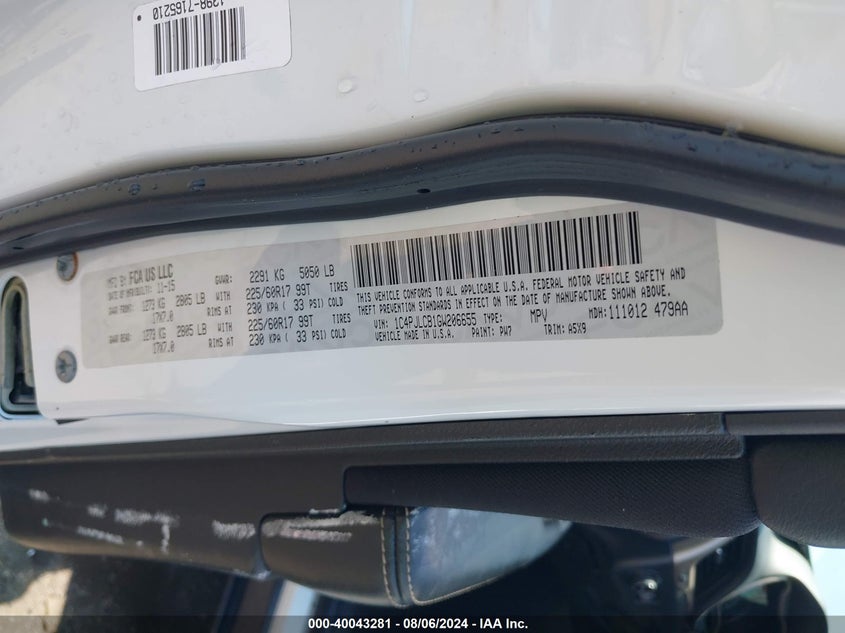 1298-7165210
MFD BY: FCA US LLC
DATE OF MFR(BUILT): 11-15 GVWR: 2291 KG 5050 LB
GAWR FRONT: 1273 KG 2805 LB WITH 225/60R17 99T TIRES
17X7.0 RIMS AT 230 KPA ( 33 PSI) COLD
GAWR REAR: 1273 KG 2805 LB WITH 225/60R17 99T TIRES
17X7.0 RIMS AT 230 KPA ( 33 PSI) COLD
THIS VEHICLE CONFORMS TO ALL APPLICABLE U.S.A. FEDERAL MOTOR VEHICLE SAFETY AND
THEFT PREVENTION STANDARDS IN EFFECT ON THE DATE OF MANUFACTURE SHOWN ABOVE.
VIN: 1C4PJLCB1GW206655 TYPE: MPV MDH: 111012 479AA
VEHICLE MADE IN U.S.A. PAINT: PW7 TRIM: A5X9
000-40043281 - 08/06/2024 - IAA Inc.